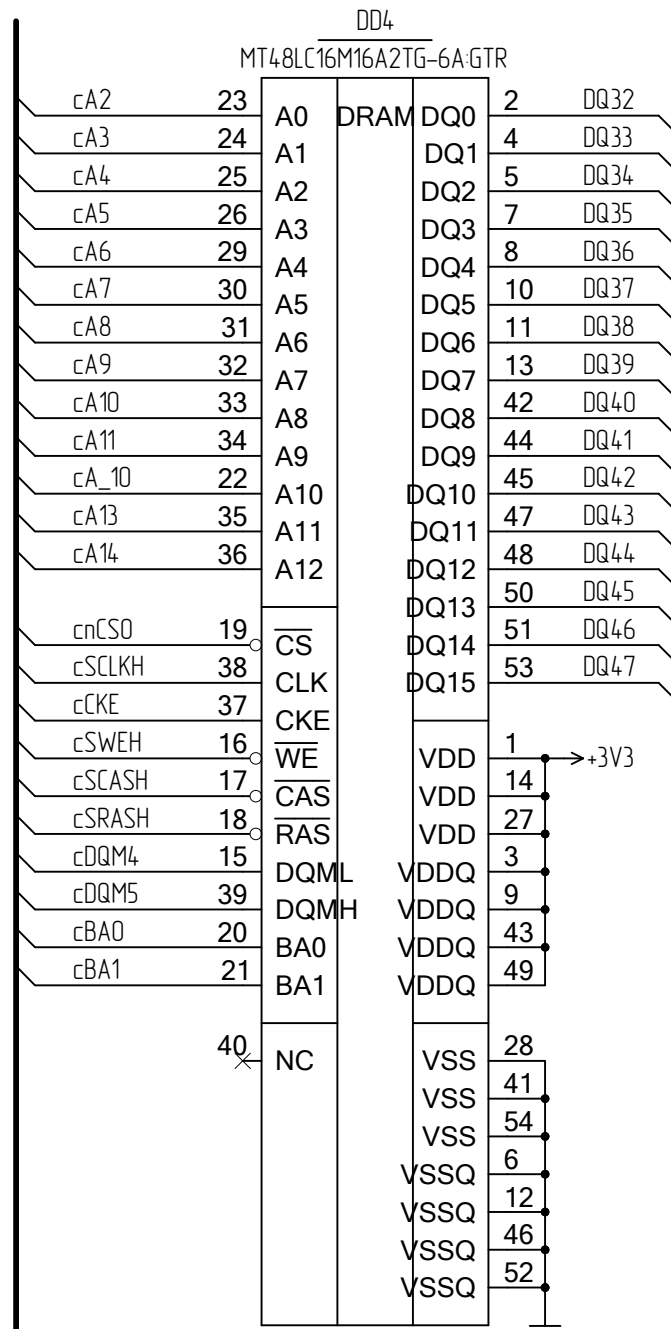 DD4
MT48LC16M16A2TG-6A:GTR
cA2 23 A0 DRAM DQ0 2 DQ32
cA3 24 A1 DQ1 4 DQ33
cA4 25 A2 DQ2 5 DQ34
cA5 26 A3 DQ3 7 DQ35
cA6 29 A4 DQ4 8 DQ36
cA7 30 A5 DQ5 10 DQ37
cA8 31 A6 DQ6 11 DQ38
cA9 32 A7 DQ7 13 DQ39
cA10 33 A8 DQ8 42 DQ40
cA11 34 A9 DQ9 44 DQ41
cA_10 22 A10 DQ10 45 DQ42
cA13 35 A11 DQ11 47 DQ43
cA14 36 A12 DQ12 48 DQ44
DQ13 50 DQ45
cnCS0 19 CS DQ14 51 DQ46
cSCLKH 38 CLK DQ15 53 DQ47
cCKE 37 CKE
cSWEH 16 WE VDD 1 +3V3
cSCASH 17 CAS VDD 14
cSRASH 18 RAS VDD 27
cDQM4 15 DQML VDDQ 3
cDQM5 39 DQMH VDDQ 9
cBA0 20 BA0 VDDQ 43
cBA1 21 BA1 VDDQ 49
40 NC VSS 28
VSS 41
VSS 54
VSSQ 6
VSSQ 12
VSSQ 46
VSSQ 52